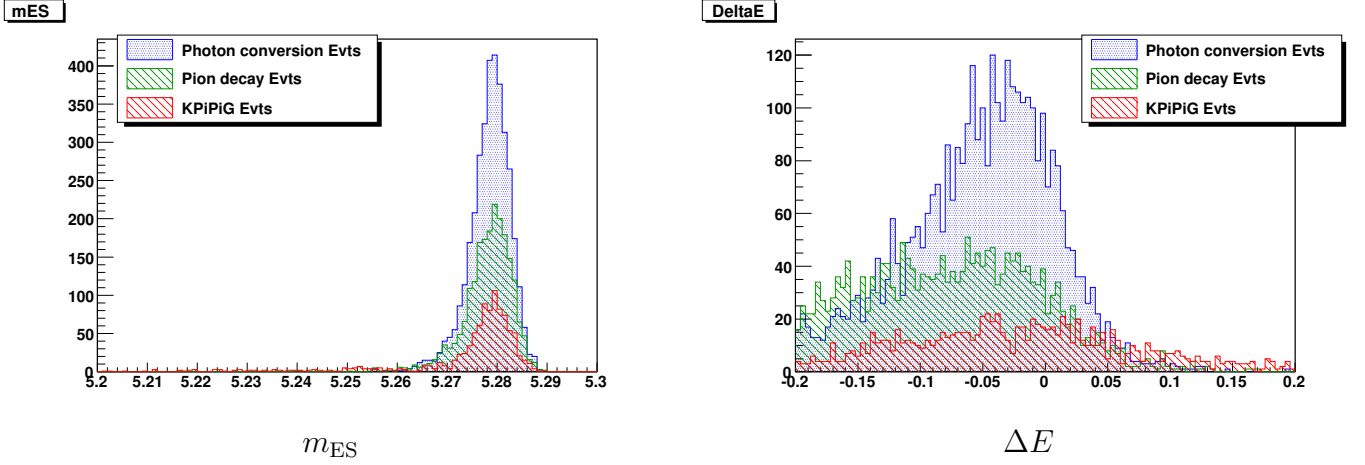 mES
Photon conversion Evts
Pion decay Evts
KPiPiG Evts
400
350
300
250
200
150
100
50
0
5.2 5.21 5.22 5.23 5.24 5.25 5.26 5.27 5.28 5.29 5.3
m_ES
DeltaE
Photon conversion Evts
Pion decay Evts
KPiPiG Evts
120
100
80
60
40
20
0
-0.2 -0.15 -0.1 -0.05 0 0.05 0.1 0.15 0.2
ΔE